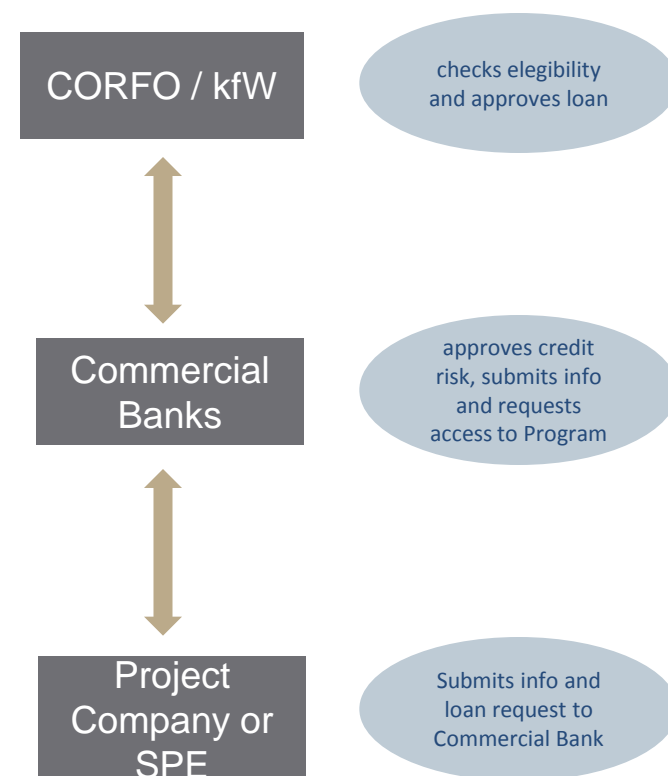 CORFO / kfW
checks elegibility
and approves loan
Commercial
Banks
approves credit
risk, submits info
and requests
access to Program
Project
Company or
SPE
Submits info and
loan request to
Commercial Bank